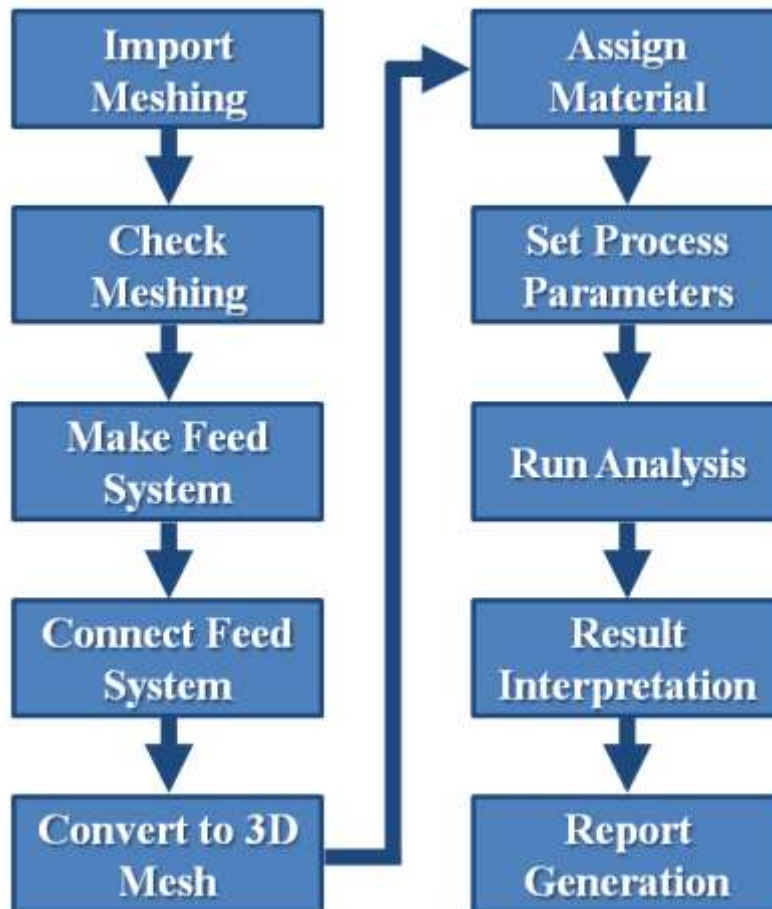 Import
Meshing
Check
Meshing
Make Feed
System
Connect Feed
System
Convert to 3D
Mesh
Assign
Material
Set Process
Parameters
Run Analysis
Result
Interpretation
Report
Generation